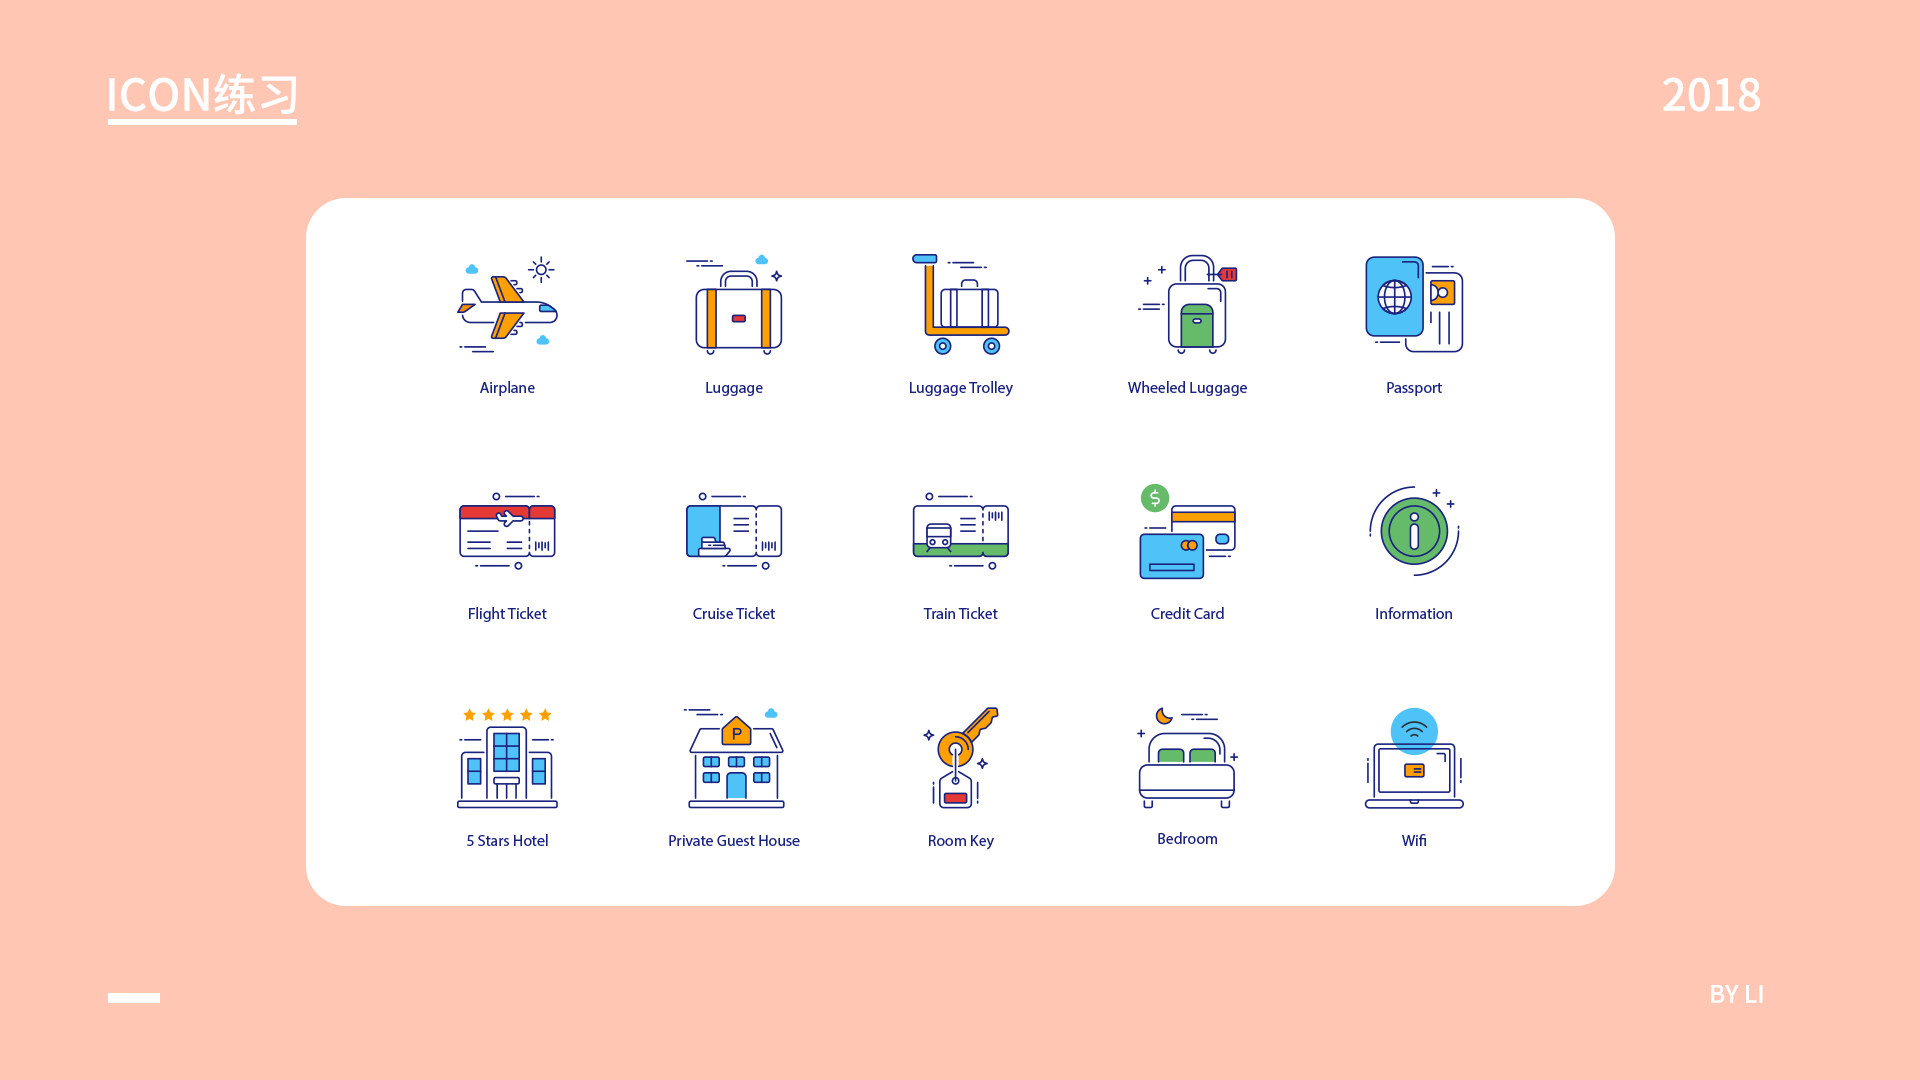 ICON练习
2018
Airplane
Luggage
Luggage Trolley
Wheeled Luggage
Passport
$
Flight Ticket
Cruise Ticket
Train Ticket
Credit Card
Information
P
5 Stars Hotel
Private Guest House
Room Key
Bedroom
Wifi
BY LI